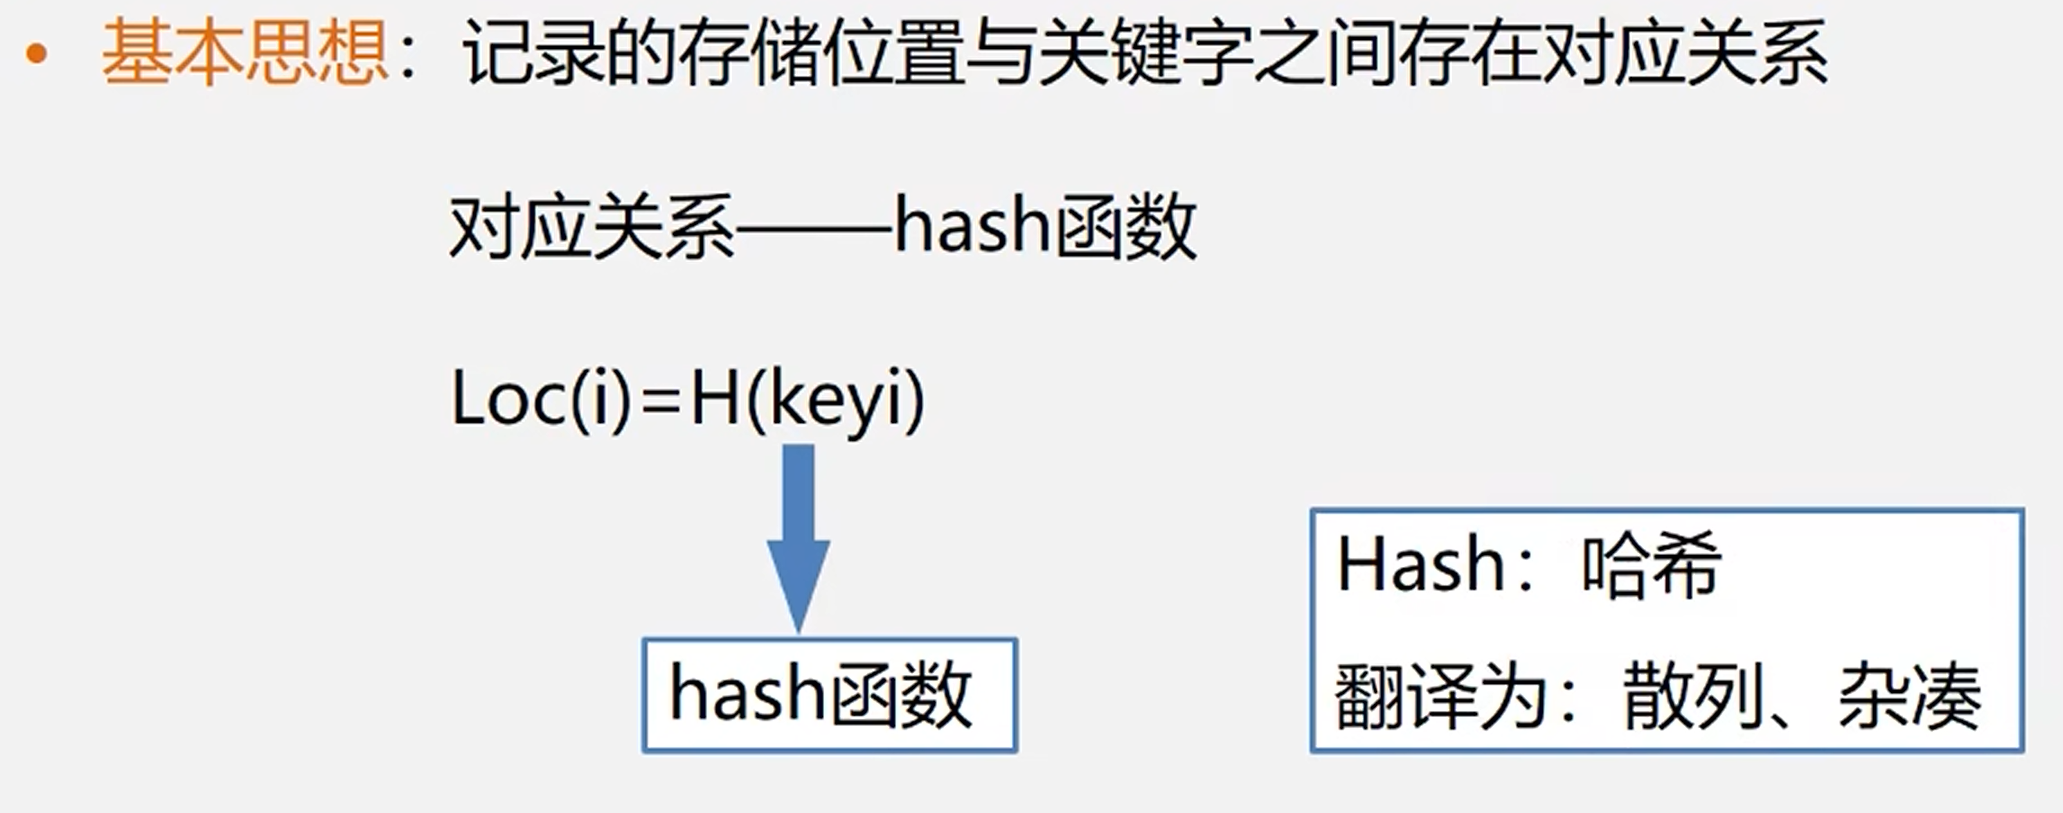 • 基本思想：记录的存储位置与关键字之间存在对应关系
对应关系——hash函数
Loc(i)=H(keyi)
hash函数
Hash：哈希
翻译为：散列、杂凑